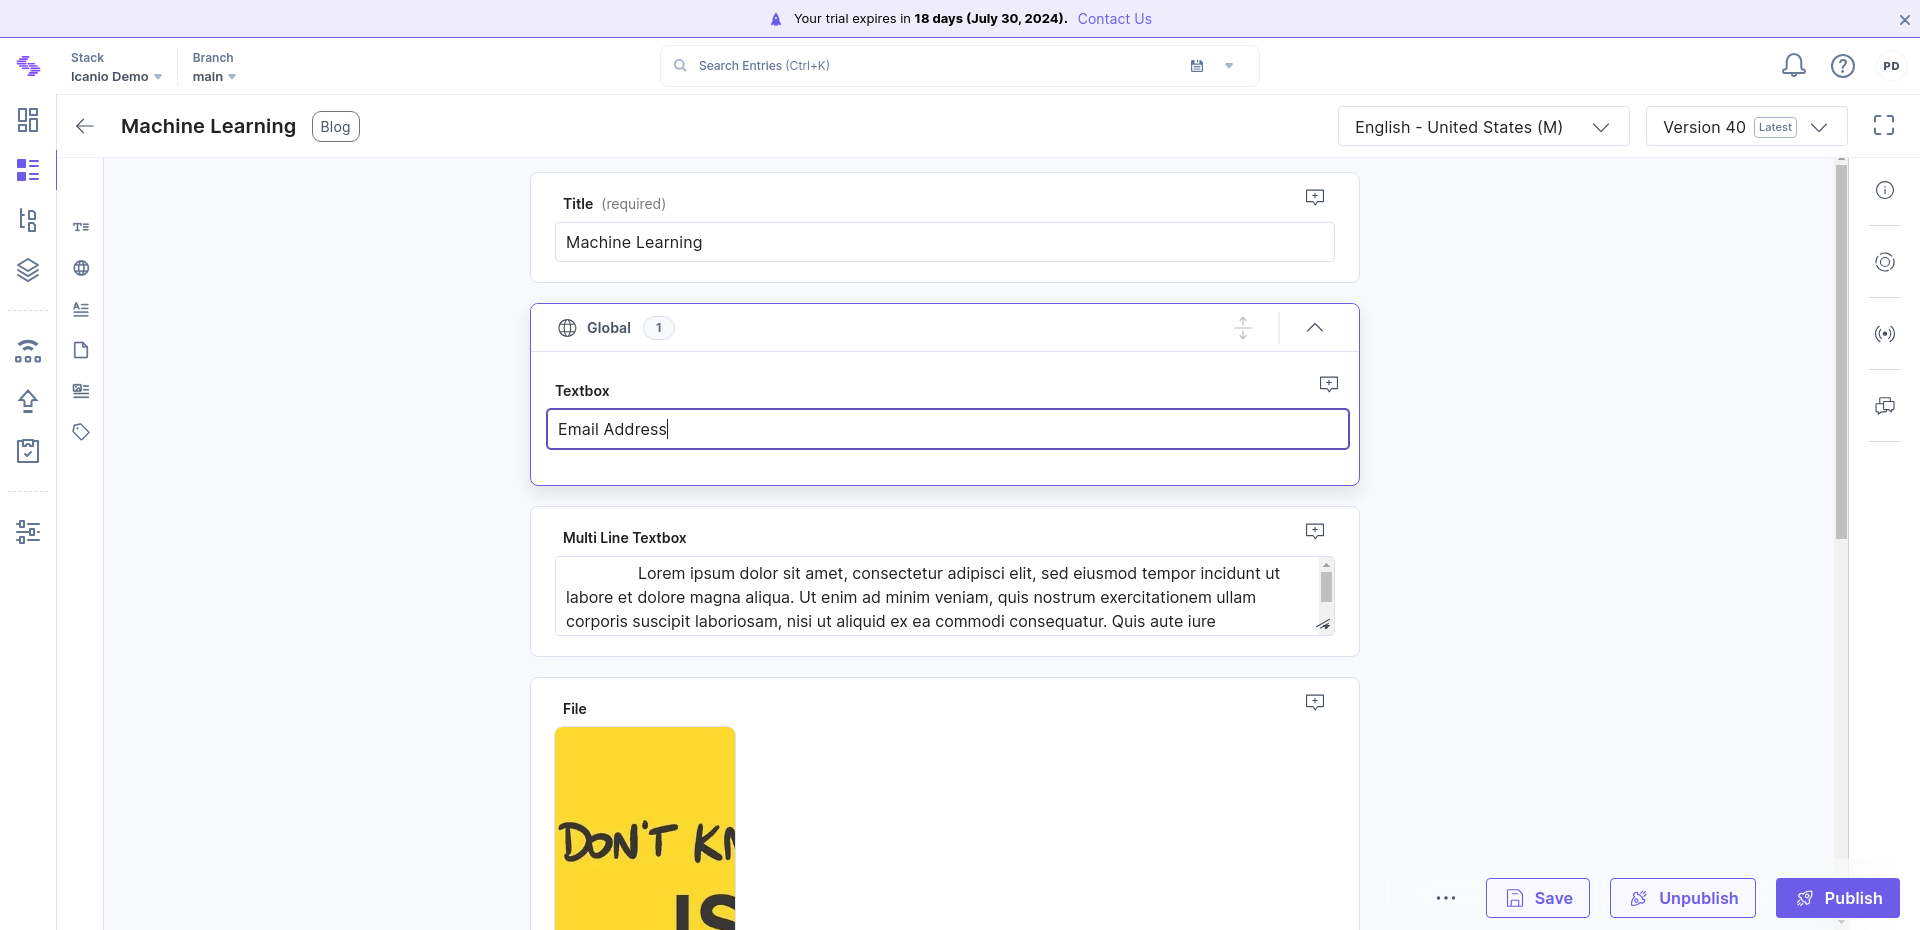 Your trial expires in 18 days (July 30, 2024). Contact Us
Stack
Icanio Demo
Branch
main
Search Entries (Ctrl+K)
PD
Machine Learning
Blog
English - United States (M)
Version 40 Latest
Title (required)
Machine Learning
Global 1
Textbox
Email Address
Multi Line Textbox
Lorem ipsum dolor sit amet, consectetur adipisci elit, sed eiusmod tempor incidunt ut
labore et dolore magna aliqua. Ut enim ad minim veniam, quis nostrum exercitationem ullam
corporis suscipit laboriosam, nisi ut aliquid ex ea commodi consequatur. Quis aute iure
File
DON'T KN
IS
Save
Unpublish
Publish